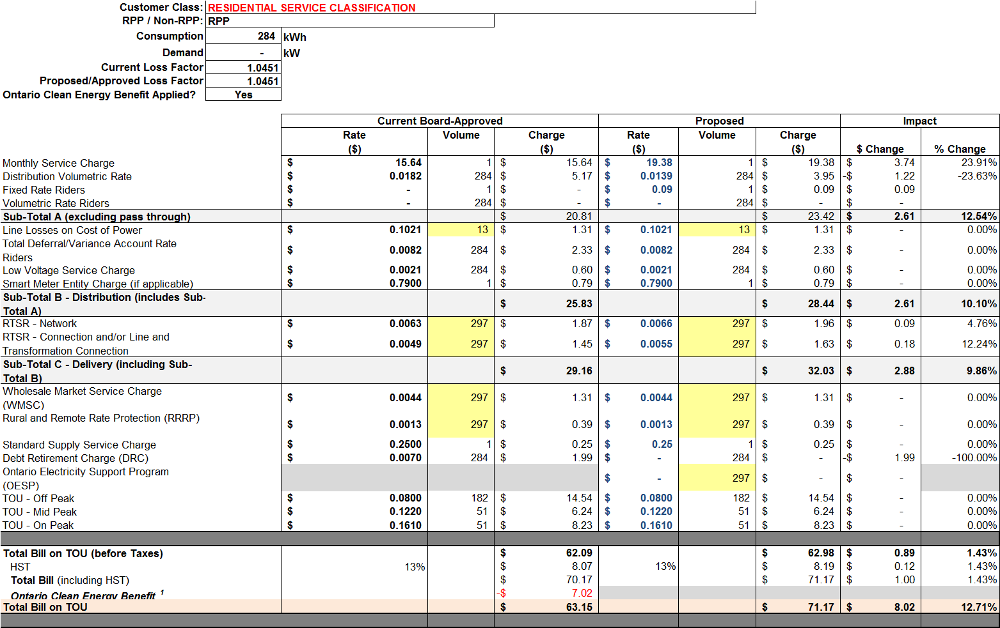 Customer Class: RESIDENTIAL SERVICE CLASSIFICATION
RPP / Non-RPP: RPP
Consumption 284 kWh
Demand - kW
Current Loss Factor 1.0451
Proposed/Approved Loss Factor 1.0451
Ontario Clean Energy Benefit Applied? Yes
Current Board-Approved Proposed Impact
Rate Volume Charge Rate Volume Charge
($) ($) ($) ($) $ Change % Change
Monthly Service Charge $ 15.64 1 $ 15.64 $ 19.38 1 $ 19.38 $ 3.74 23.91%
Distribution Volumetric Rate $ 0.0182 284 $ 5.17 $ 0.0139 284 $ 3.95 -$ 1.22 -23.63%
Fixed Rate Riders $ - 1 $ - $ 0.09 1 $ 0.09 $ 0.09
Volumetric Rate Riders $ - 284 $ - $ - 284 $ - $ -
Sub-Total A (excluding pass through) $ 20.81 $ 23.42 $ 2.61 12.54%
Line Losses on Cost of Power $ 0.1021 13 $ 1.31 $ 0.1021 13 $ 1.31 $ - 0.00%
Total Deferral/Variance Account Rate
Riders $ 0.0082 284 $ 2.33 $ 0.0082 284 $ 2.33 $ - 0.00%
Low Voltage Service Charge $ 0.0021 284 $ 0.60 $ 0.0021 284 $ 0.60 $ - 0.00%
Smart Meter Entity Charge (if applicable) $ 0.7900 1 $ 0.79 $ 0.7900 1 $ 0.79 $ - 0.00%
Sub-Total B - Distribution (includes Sub-
Total A) $ 25.83 $ 28.44 $ 2.61 10.10%
RTSR - Network $ 0.0063 297 $ 1.87 $ 0.0066 297 $ 1.96 $ 0.09 4.76%
RTSR - Connection and/or Line and
Transformation Connection $ 0.0049 297 $ 1.45 $ 0.0055 297 $ 1.63 $ 0.18 12.24%
Sub-Total C - Delivery (including Sub-
Total B) $ 29.16 $ 32.03 $ 2.88 9.86%
Wholesale Market Service Charge
(WMSC) $ 0.0044 297 $ 1.31 $ 0.0044 297 $ 1.31 $ - 0.00%
Rural and Remote Rate Protection (RRRP) $ 0.0013 297 $ 0.39 $ 0.0013 297 $ 0.39 $ - 0.00%
Standard Supply Service Charge $ 0.2500 1 $ 0.25 $ 0.25 1 $ 0.25 $ - 0.00%
Debt Retirement Charge (DRC) $ 0.0070 284 $ 1.99 $ - 284 $ - -$ 1.99 -100.00%
Ontario Electricity Support Program
(OESP) $ - 297 $ - $ -
TOU - Off Peak $ 0.0800 182 $ 14.54 $ 0.0800 182 $ 14.54 $ - 0.00%
TOU - Mid Peak $ 0.1220 51 $ 6.24 $ 0.1220 51 $ 6.24 $ - 0.00%
TOU - On Peak $ 0.1610 51 $ 8.23 $ 0.1610 51 $ 8.23 $ - 0.00%
Total Bill on TOU (before Taxes) $ 62.09 $ 62.98 $ 0.89 1.43%
HST 13% $ 8.07 13% $ 8.19 $ 0.12 1.43%
Total Bill (including HST) $ 70.17 $ 71.17 $ 1.00 1.43%
Ontario Clean Energy Benefit 1 -$ 7.02
Total Bill on TOU $ 63.15 $ 71.17 $ 8.02 12.71%